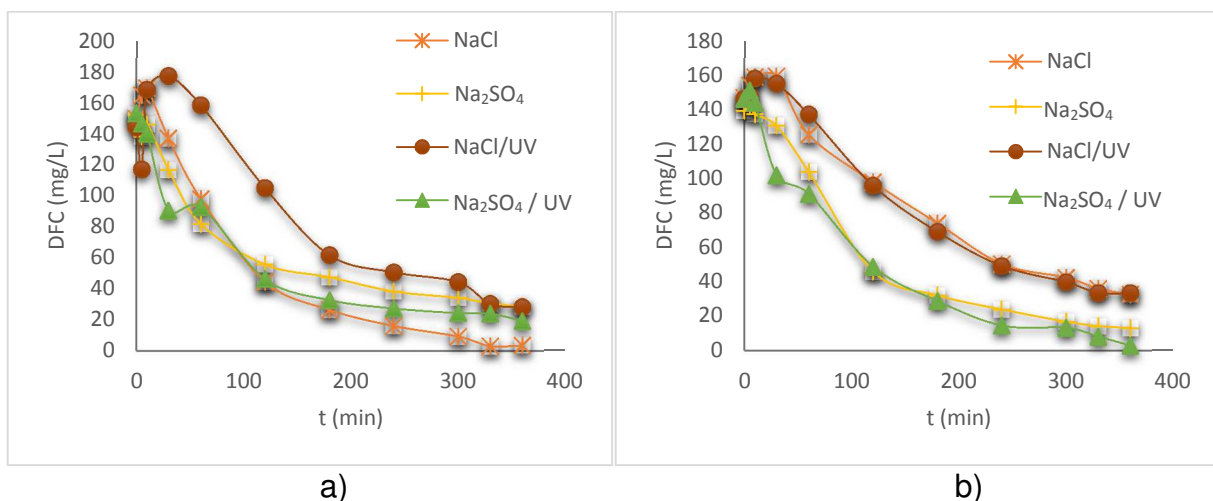 200
180
160
140
120
100
80
60
40
20
0
DFC (mg/L)
0 100 200 300 400
t (min)
NaCl
Na₂SO₄
NaCl/UV
Na₂SO₄ / UV
a)
180
160
140
120
100
80
60
40
20
0
DFC (mg/L)
0 100 200 300 400
t (min)
NaCl
Na₂SO₄
NaCl/UV
Na₂SO₄ / UV
b)